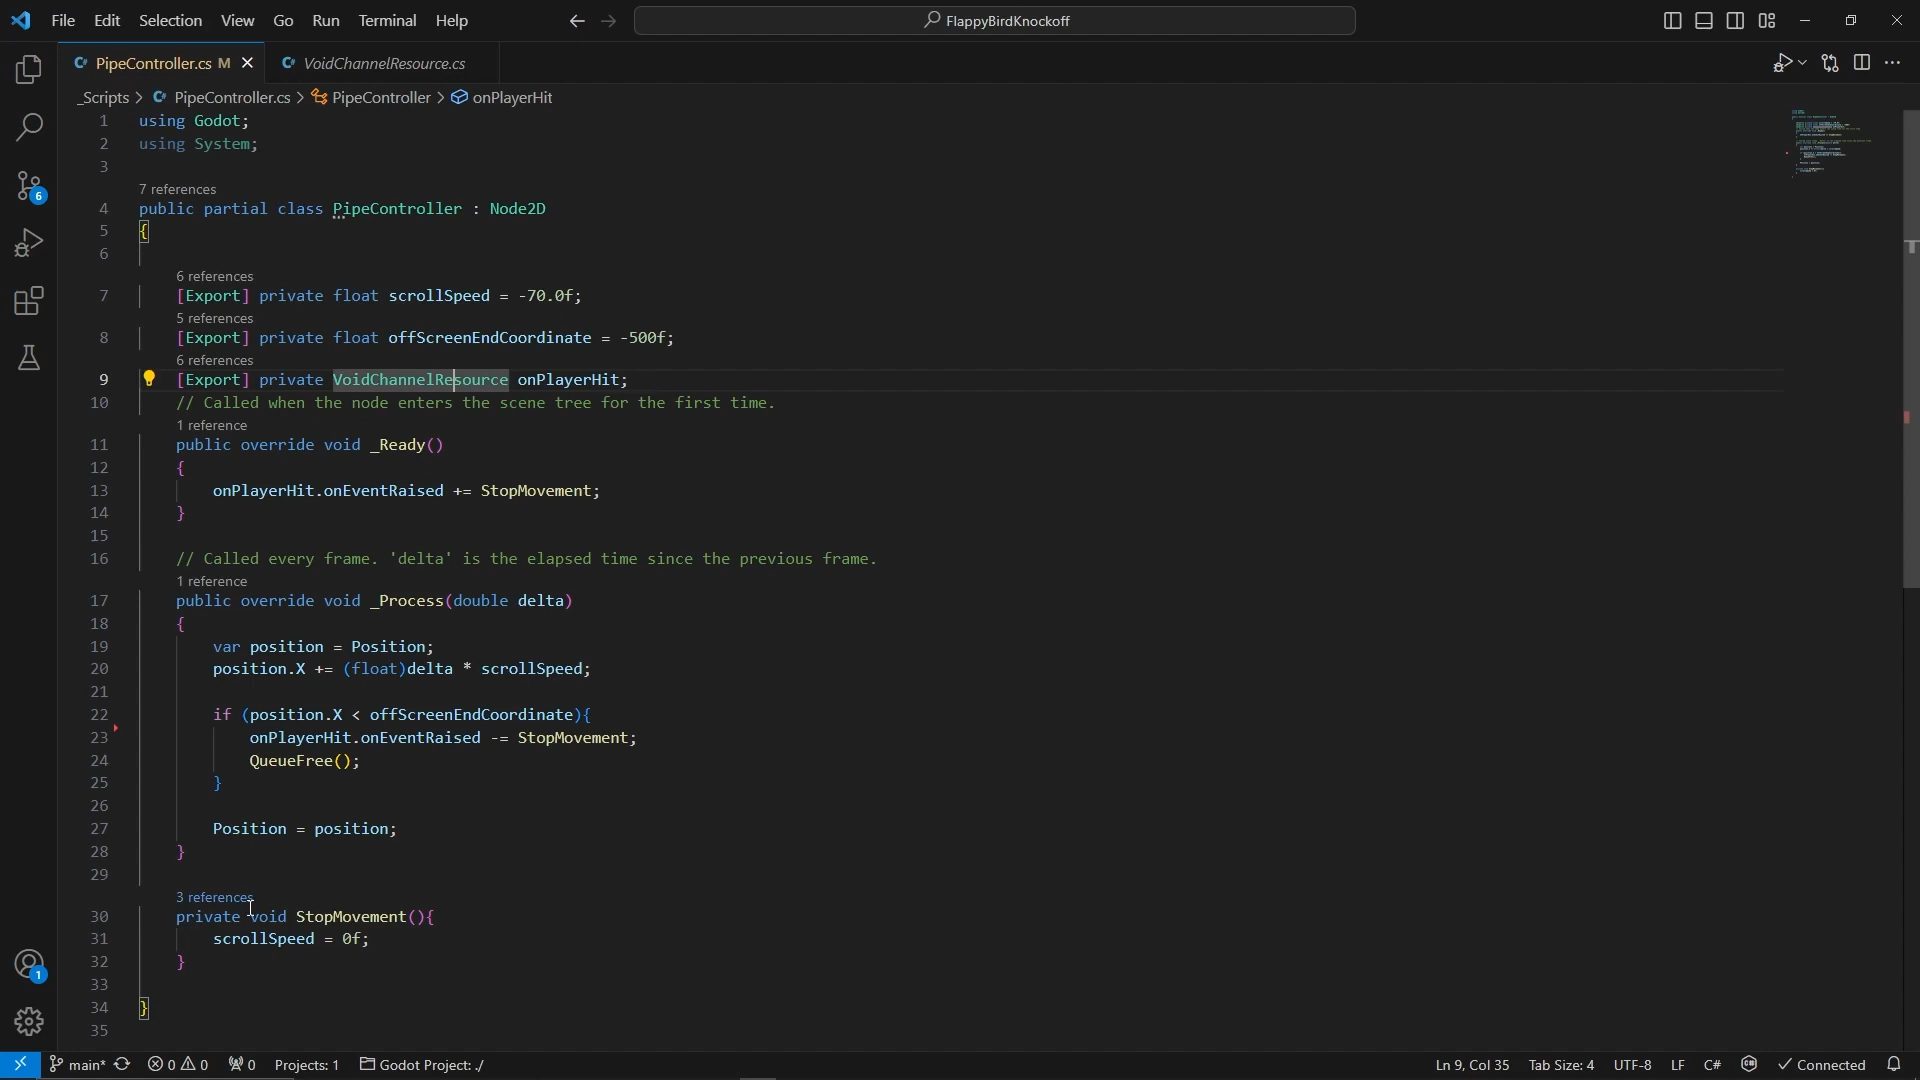 File Edit Selection View Go Run Terminal Help
FlappyBirdKnockoff
PipeController.cs M
VoidChannelResource.cs
_Scripts > PipeController.cs > PipeController > onPlayerHit
1 using Godot;
2 using System;
3
7 references
4 public partial class PipeController : Node2D
5 {
6
6 references
7 [Export] private float scrollSpeed = -70.0f;
5 references
8 [Export] private float offScreenEndCoordinate = -500f;
6 references
9 [Export] private VoidChannelResource onPlayerHit;
10 // Called when the node enters the scene tree for the first time.
1 reference
11 public override void _Ready()
12 {
13 onPlayerHit.onEventRaised += StopMovement;
14 }
15
16 // Called every frame. 'delta' is the elapsed time since the previous frame.
1 reference
17 public override void _Process(double delta)
18 {
19 var position = Position;
20 position.X += (float)delta * scrollSpeed;
21
22 if (position.X < offScreenEndCoordinate){
23 onPlayerHit.onEventRaised -= StopMovement;
24 QueueFree();
25 }
26
27 Position = position;
28 }
29
3 references
30 private void StopMovement(){
31 scrollSpeed = 0f;
32 }
33
34 }
35
6
1
main* 0 0 0 Projects: 1 Godot Project: ./ Ln 9, Col 35 Tab Size: 4 UTF-8 LF C# Connected